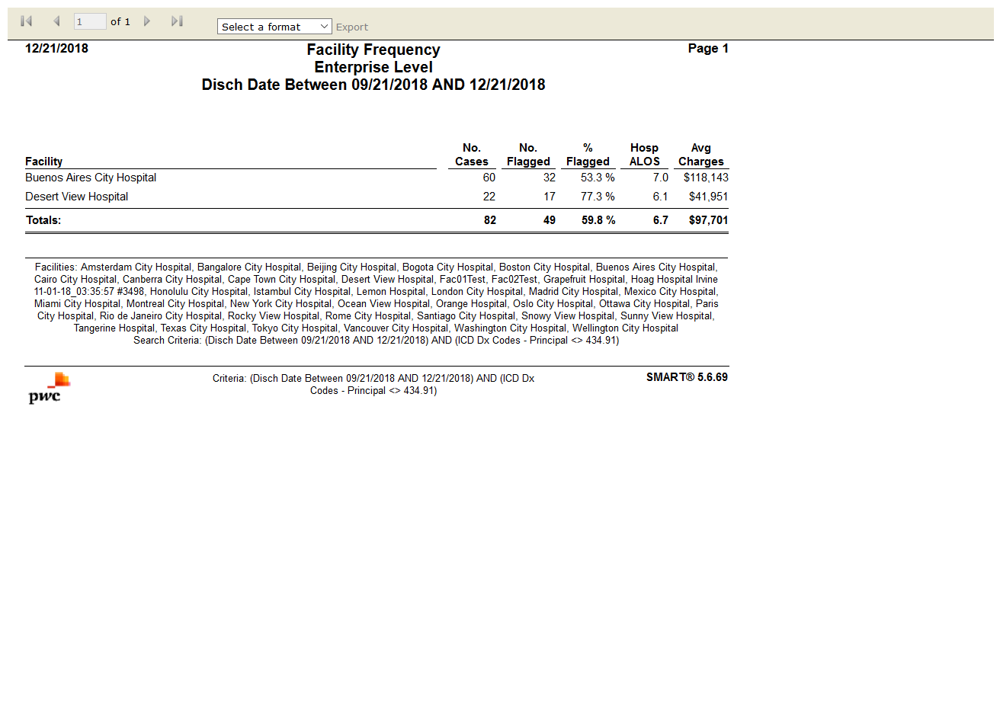 1 of 1 Select a format Export
12/21/2018 Facility Frequency Page 1
Enterprise Level
Disch Date Between 09/21/2018 AND 12/21/2018
No. No. % Hosp Avg
Facility Cases Flagged Flagged ALOS Charges
Buenos Aires City Hospital 60 32 53.3 % 7.0 $118,143
Desert View Hospital 22 17 77.3 % 6.1 $41,951
Totals: 82 49 59.8 % 6.7 $97,701
Facilities: Amsterdam City Hospital, Bangalore City Hospital, Beijing City Hospital, Bogota City Hospital, Boston City Hospital, Buenos Aires City Hospital,
Cairo City Hospital, Canberra City Hospital, Cape Town City Hospital, Desert View Hospital, Fac01Test, Fac02Test, Grapefruit Hospital, Hoag Hospital Irvine
11-01-18_03:35:57 #3498, Honolulu City Hospital, Istambul City Hospital, Lemon Hospital, London City Hospital, Madrid City Hospital, Mexico City Hospital,
Miami City Hospital, Montreal City Hospital, New York City Hospital, Ocean View Hospital, Orange Hospital, Oslo City Hospital, Ottawa City Hospital, Paris
City Hospital, Rio de Janeiro City Hospital, Rocky View Hospital, Rome City Hospital, Santiago City Hospital, Snowy View Hospital, Sunny View Hospital,
Tangerine Hospital, Texas City Hospital, Tokyo City Hospital, Vancouver City Hospital, Washington City Hospital, Wellington City Hospital
Search Criteria: (Disch Date Between 09/21/2018 AND 12/21/2018) AND (ICD Dx Codes - Principal <> 434.91)
pwc Criteria: (Disch Date Between 09/21/2018 AND 12/21/2018) AND (ICD Dx SMART® 5.6.69
Codes - Principal <> 434.91)